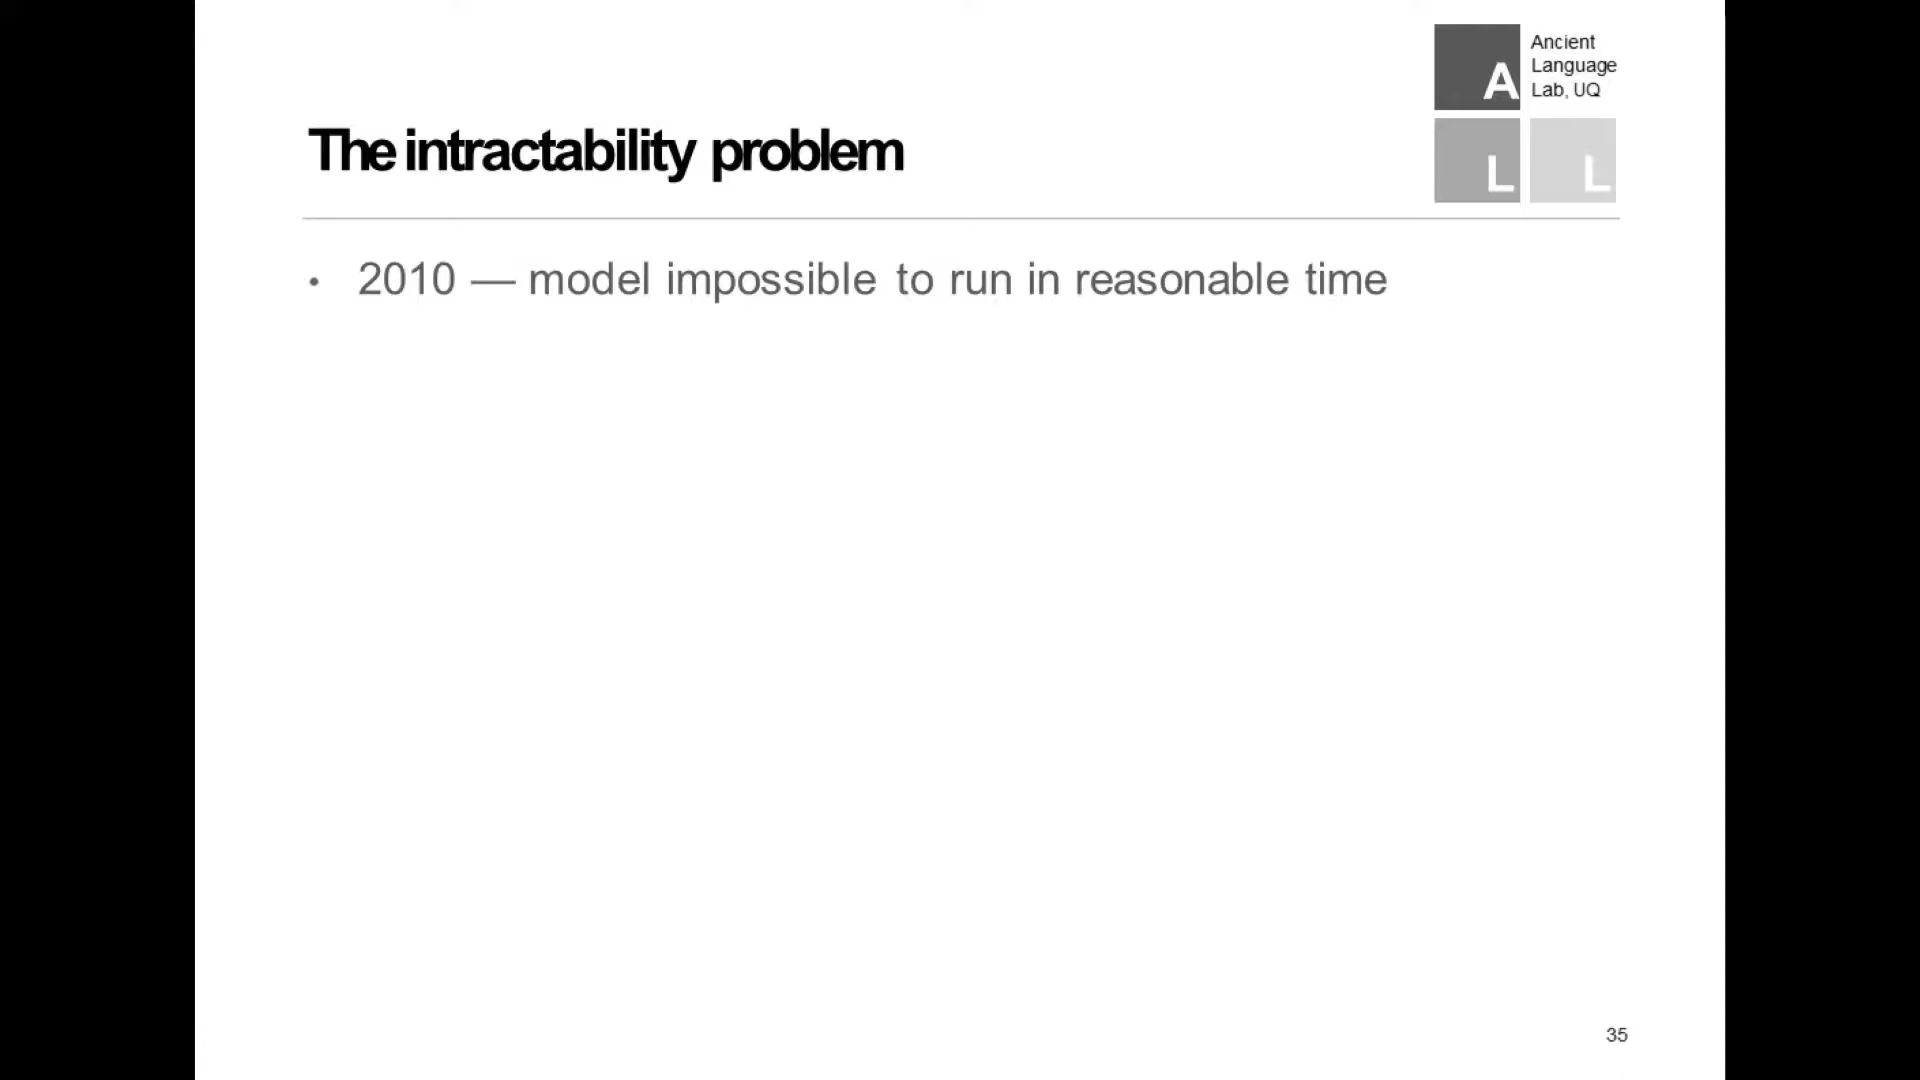 Ancient
Language
Lab, UQ
A
L L
The intractability problem
• 2010 — model impossible to run in reasonable time
35